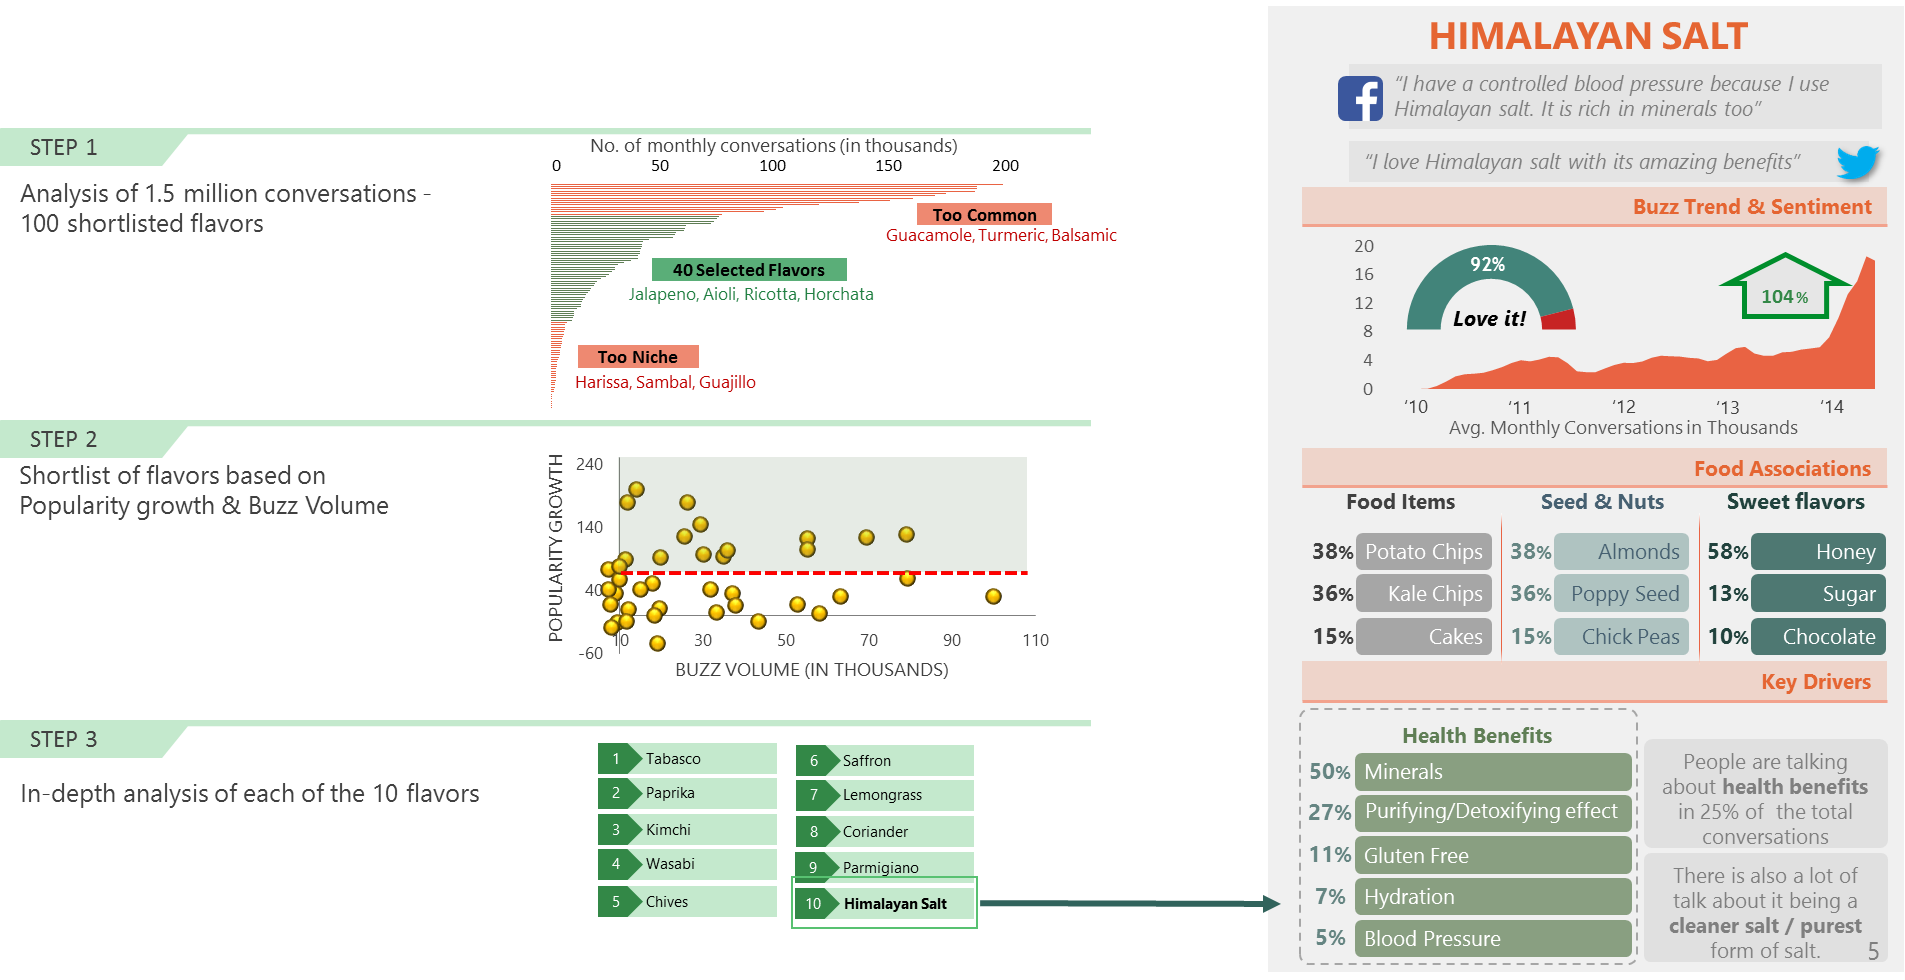 STEP 1
Analysis of 1.5 million conversations -
100 shortlisted flavors
No. of monthly conversations (in thousands)
0 50 100 150 200
Too Common
Guacamole, Turmeric, Balsamic
40 Selected Flavors
Jalapeno, Aioli, Ricotta, Horchata
Too Niche
Harissa, Sambal, Guajillo
STEP 2
Shortlist of flavors based on
Popularity growth & Buzz Volume
POPULARITY GROWTH
240
140
40
-60
10 30 50 70 90 110
BUZZ VOLUME (IN THOUSANDS)
STEP 3
In-depth analysis of each of the 10 flavors
1 Tabasco
2 Paprika
3 Kimchi
4 Wasabi
5 Chives
6 Saffron
7 Lemongrass
8 Coriander
9 Parmigiano
10 Himalayan Salt
HIMALAYAN SALT
“I have a controlled blood pressure because I use
Himalayan salt. It is rich in minerals too”
“I love Himalayan salt with its amazing benefits”
Buzz Trend & Sentiment
20
16
12
8
4
0
92%
Love it!
104%
‘10 ‘11 ‘12 ‘13 ‘14
Avg. Monthly Conversations in Thousands
Food Associations
Food Items
38% Potato Chips
36% Kale Chips
15% Cakes
Seed & Nuts
38% Almonds
36% Poppy Seed
15% Chick Peas
Sweet flavors
58% Honey
13% Sugar
10% Chocolate
Key Drivers
Health Benefits
50% Minerals
27% Purifying/Detoxifying effect
11% Gluten Free
7% Hydration
5% Blood Pressure
People are talking
about health benefits
in 25% of the total
conversations
There is also a lot of
talk about it being a
cleaner salt / purest
form of salt.
5